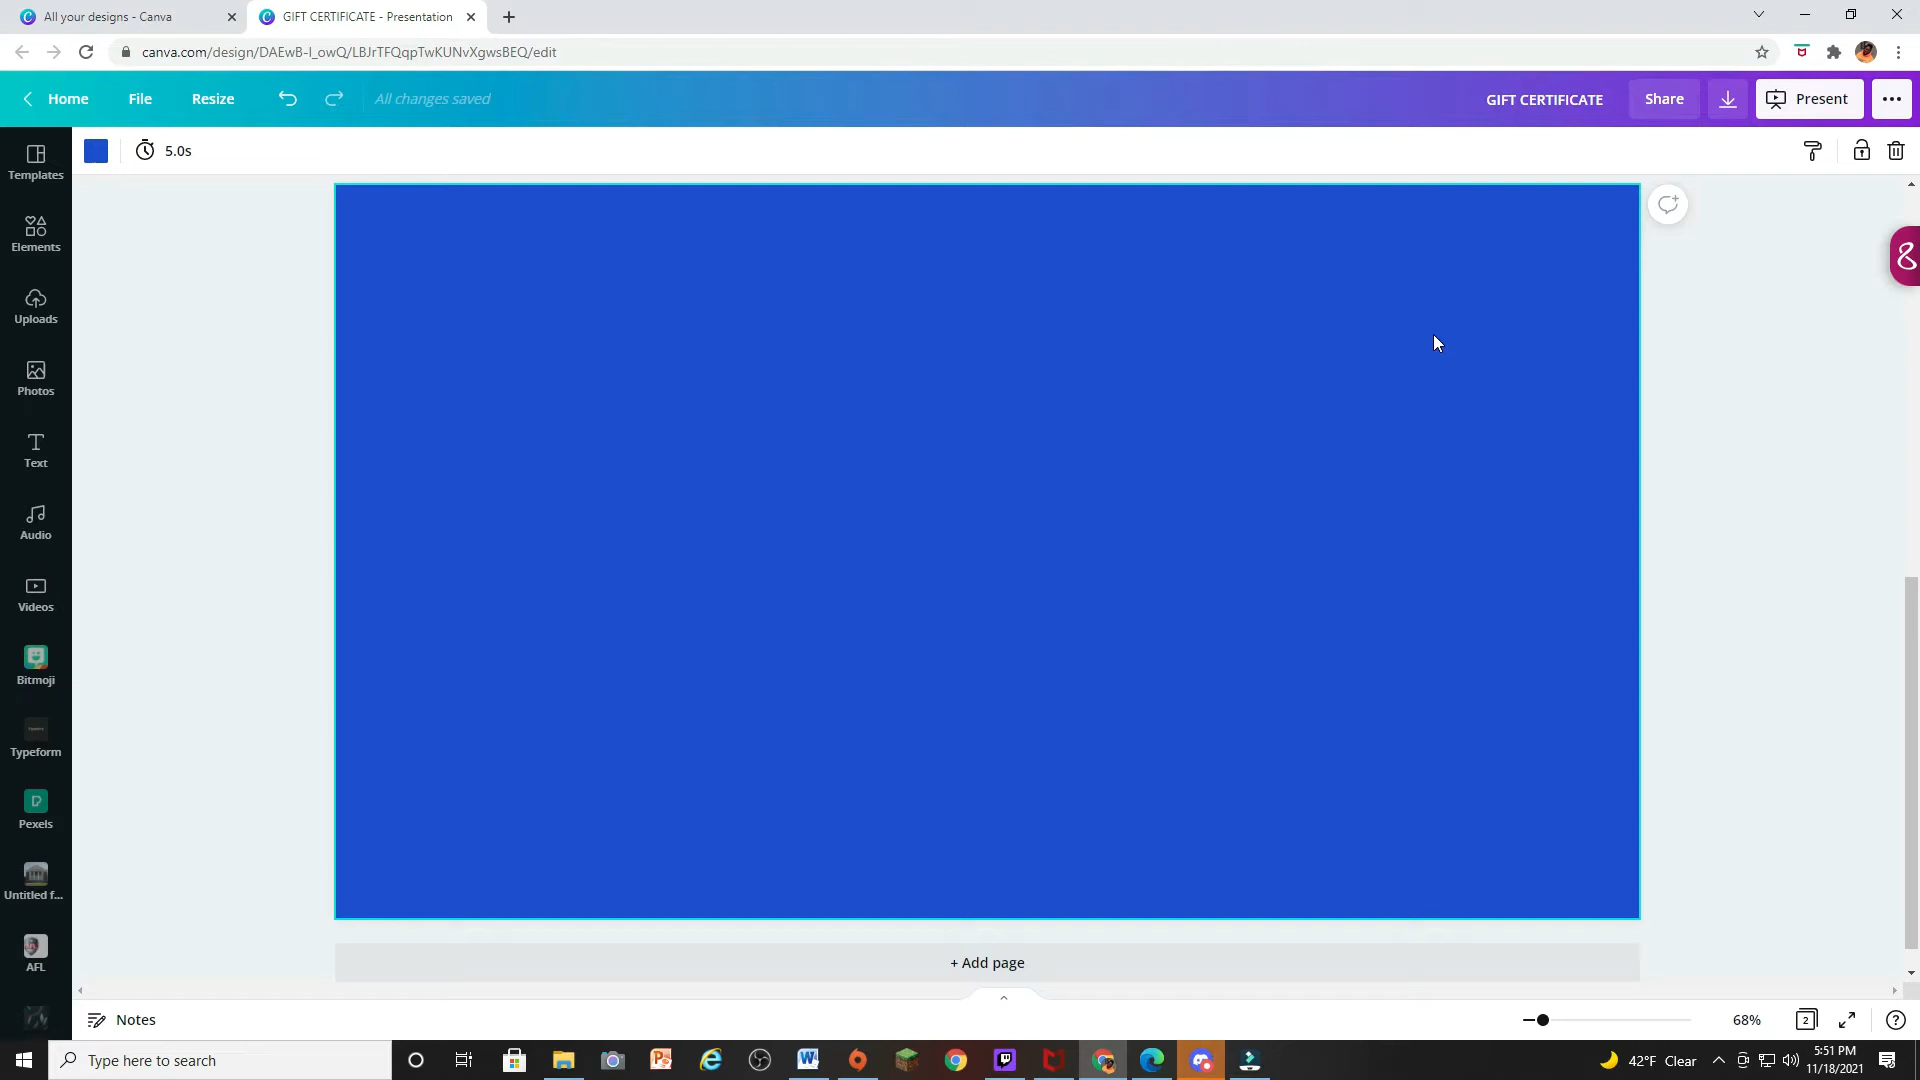 All your designs - Canva
GIFT CERTIFICATE - Presentation
canva.com/design/DAEwB-l_owQ/LBJrTFQqpTwKUNvXgwsBEQ/edit
Home File Resize All changes saved GIFT CERTIFICATE Share Present
5.0s
Templates
Elements
Uploads
Photos
Text
Audio
Videos
Bitmoji
Typeform
Pexels
Untitled f...
AFL
+ Add page
Notes 68% 2
Type here to search
42°F Clear
5:51 PM
11/18/2021